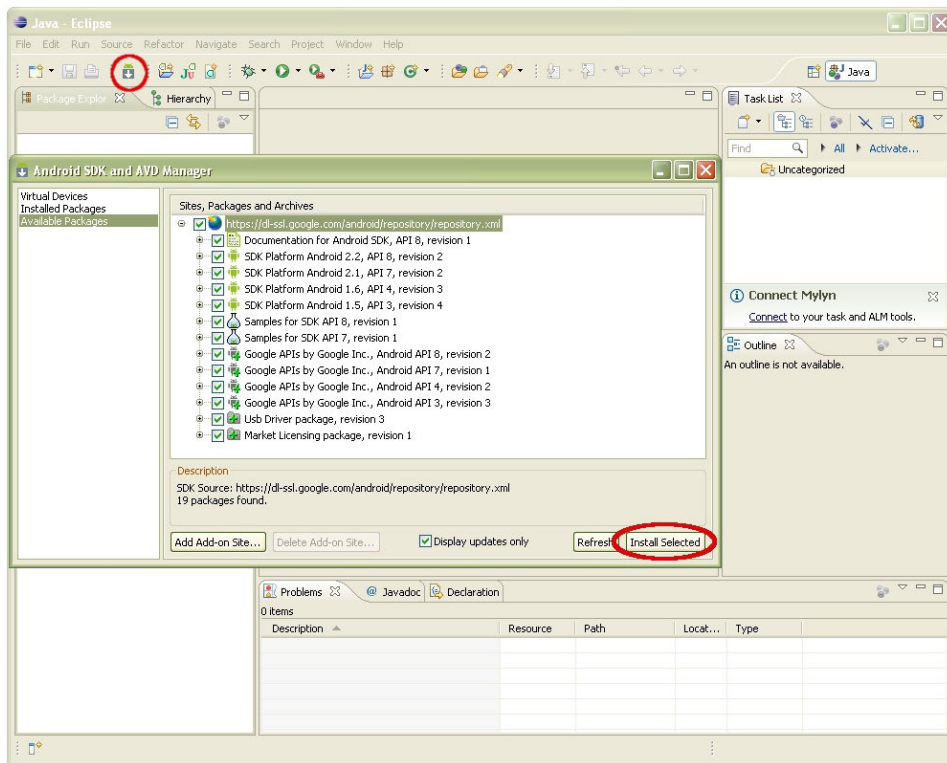 Java - Eclipse
File Edit Run Source Refactor Navigate Search Project Window Help
Java
Package Explor
Hierarchy
Task List
Find
All
Activate...
Uncategorized
Android SDK and AVD Manager
Virtual Devices
Installed Packages
Available Packages
Sites, Packages and Archives
https://dl-ssl.google.com/android/repository/repository.xml
Documentation for Android SDK, API 8, revision 1
SDK Platform Android 2.2, API 8, revision 2
SDK Platform Android 2.1, API 7, revision 2
SDK Platform Android 1.6, API 4, revision 3
SDK Platform Android 1.5, API 3, revision 4
Samples for SDK API 8, revision 1
Samples for SDK API 7, revision 1
Google APIs by Google Inc., Android API 8, revision 2
Google APIs by Google Inc., Android API 7, revision 1
Google APIs by Google Inc., Android API 4, revision 2
Google APIs by Google Inc., Android API 3, revision 3
Usb Driver package, revision 3
Market Licensing package, revision 1
Description
SDK Source: https://dl-ssl.google.com/android/repository/repository.xml
19 packages found.
Add Add-on Site...
Delete Add-on Site...
Display updates only
Refresh
Install Selected
Connect Mylyn
Connect to your task and ALM tools.
Outline
An outline is not available.
Problems
@ Javadoc
Declaration
0 items
Description
Resource
Path
Locat...
Type